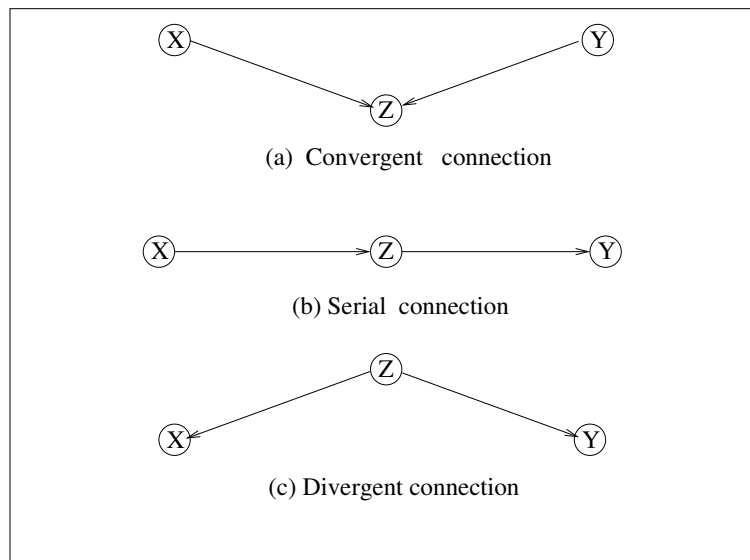 X Y
Z
(a) Convergent connection
X Z Y
(b) Serial connection
Z
X Y
(c) Divergent connection